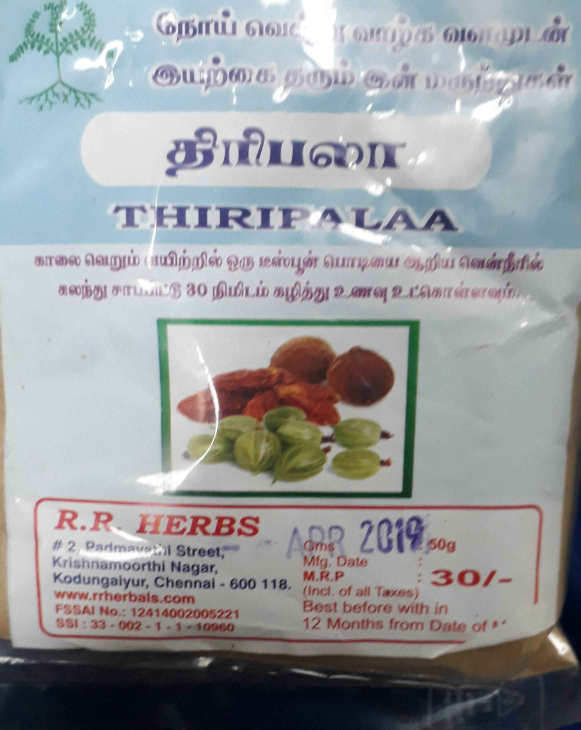 நோய் வென்று வாழ்க வளமுடன்
இயற்கை தரும் இன் மருந்துகள்
திரிபலா
THIRIPALAA
காலை வெறும் வயிற்றில் ஒரு டீஸ்பூன் பொடியை ஆறிய வென்நீரில்
கலந்து சாப்பிட்டு 30 நிமிடம் கழித்து உணவு உட்கொள்ளவும்...
R.R. HERBS
# 2, Padmavathi Street,
Krishnamoorthi Nagar,
Kodungaiyur, Chennai - 600 118.
www.rrherbals.com
FSSAI No.: 12414002005221
SSI : 33 - 002 - 1 - 1 - 10960
APR 2019
Gms : 50g
Mfg. Date :
M.R.P : 30/-
(Incl. of all Taxes)
Best before with in
12 Months from Date of